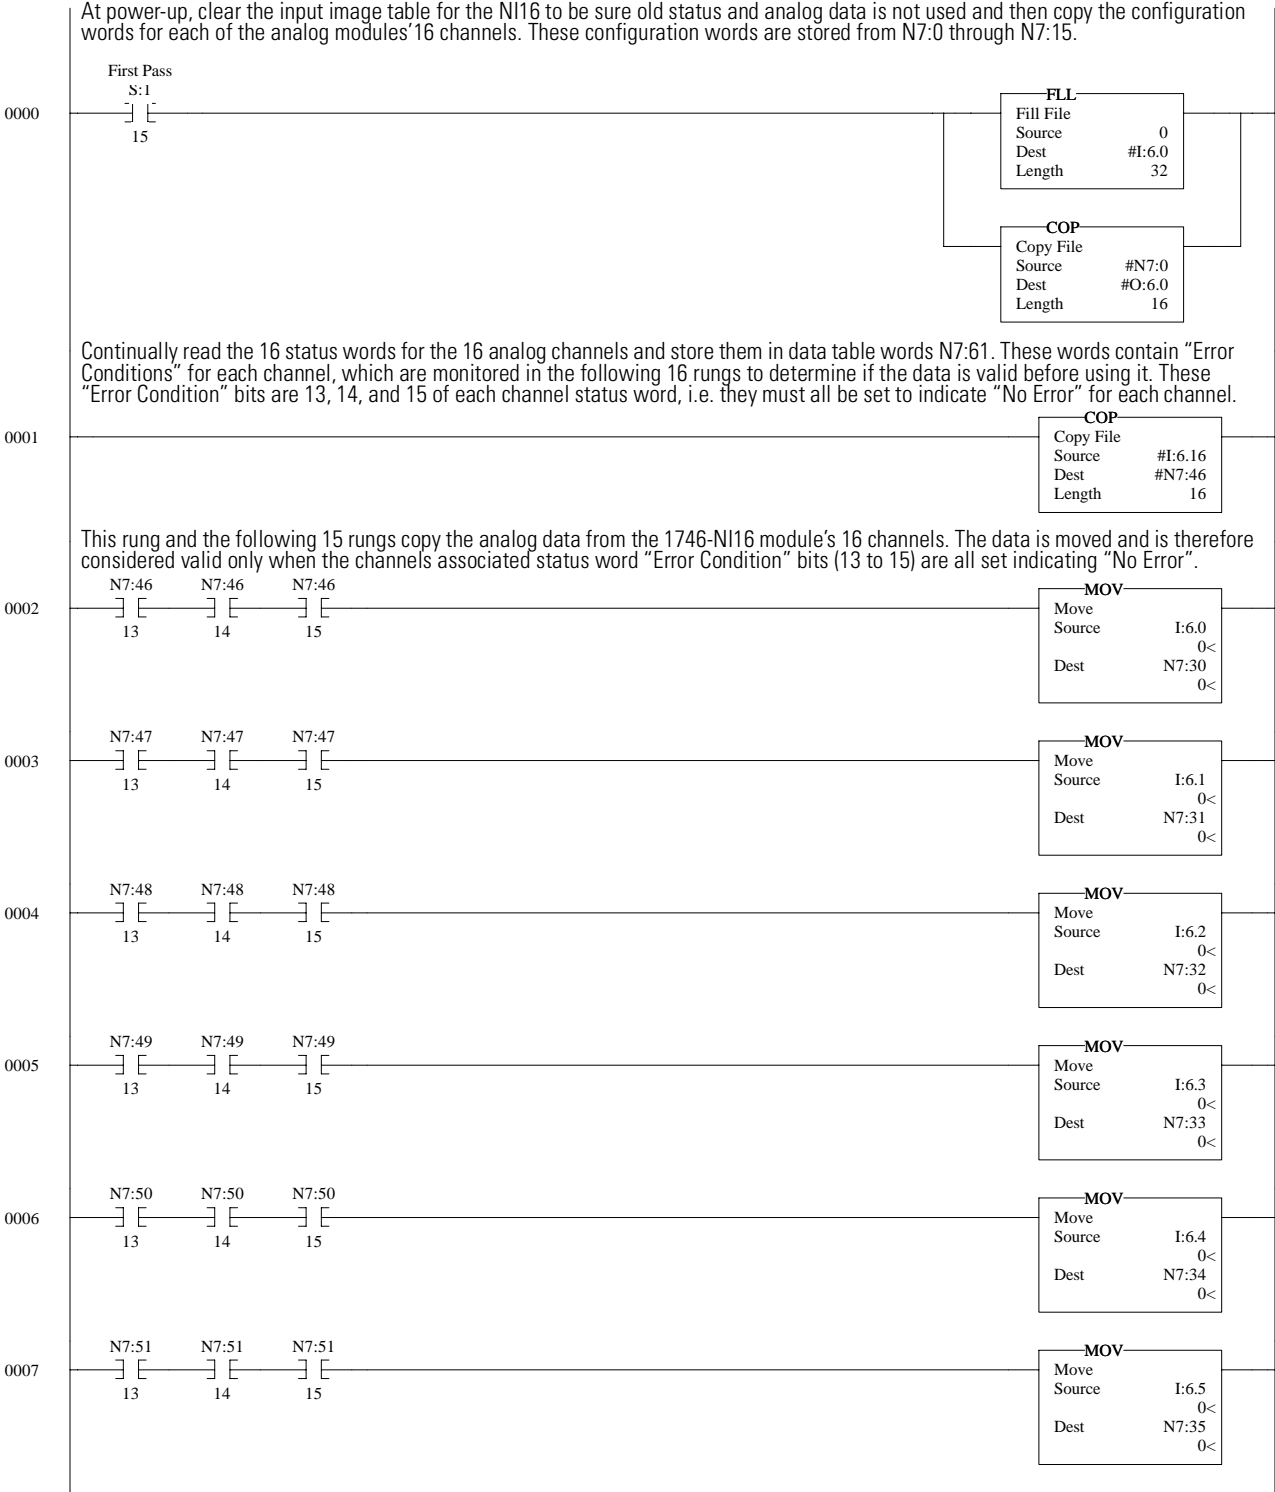 At power-up, clear the input image table for the NI16 to be sure old status and analog data is not used and then copy the configuration
words for each of the analog modules'16 channels. These configuration words are stored from N7:0 through N7:15.
First Pass
S:1
0000
15
FLL
Fill File
Source 0
Dest #I:6.0
Length 32
COP
Copy File
Source #N7:0
Dest #O:6.0
Length 16
Continually read the 16 status words for the 16 analog channels and store them in data table words N7:61. These words contain “Error
Conditions” for each channel, which are monitored in the following 16 rungs to determine if the data is valid before using it. These
“Error Condition” bits are 13, 14, and 15 of each channel status word, i.e. they must all be set to indicate “No Error” for each channel.
0001
COP
Copy File
Source #I:6.16
Dest #N7:46
Length 16
This rung and the following 15 rungs copy the analog data from the 1746-NI16 module’s 16 channels. The data is moved and is therefore
considered valid only when the channels associated status word “Error Condition” bits (13 to 15) are all set indicating “No Error”.
N7:46 N7:46 N7:46
0002
13 14 15
MOV
Move
Source I:6.0
0<
Dest N7:30
0<
N7:47 N7:47 N7:47
0003
13 14 15
MOV
Move
Source I:6.1
0<
Dest N7:31
0<
N7:48 N7:48 N7:48
0004
13 14 15
MOV
Move
Source I:6.2
0<
Dest N7:32
0<
N7:49 N7:49 N7:49
0005
13 14 15
MOV
Move
Source I:6.3
0<
Dest N7:33
0<
N7:50 N7:50 N7:50
0006
13 14 15
MOV
Move
Source I:6.4
0<
Dest N7:34
0<
N7:51 N7:51 N7:51
0007
13 14 15
MOV
Move
Source I:6.5
0<
Dest N7:35
0<